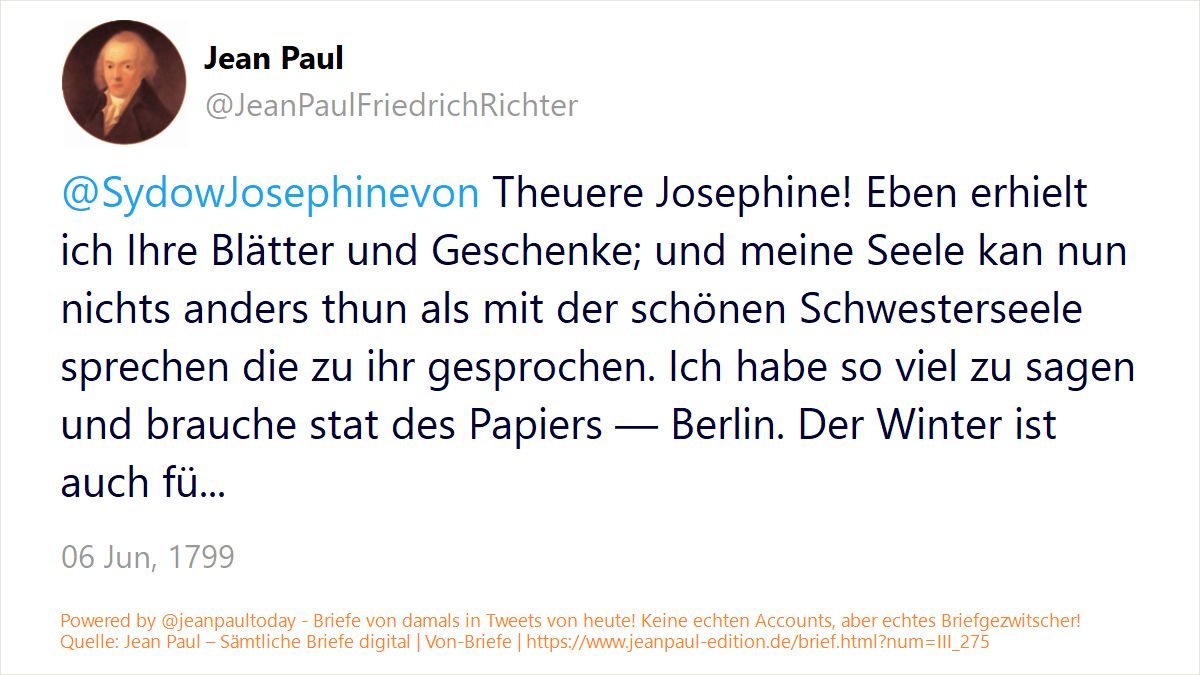 Jean Paul
@JeanPaulFriedrichRichter
@SydowJosephinevon Theuere Josephine! Eben erhielt
ich Ihre Blätter und Geschenke; und meine Seele kan nun
nichts anders thun als mit der schönen Schwesterseele
sprechen die zu ihr gesprochen. Ich habe so viel zu sagen
und brauche stat des Papiers — Berlin. Der Winter ist
auch fü...
06 Jun, 1799
Powered by @jeanpaultoday - Briefe von damals in Tweets von heute! Keine echten Accounts, aber echtes Briefgezwitscher!
Quelle: Jean Paul – Sämtliche Briefe digital | Von-Briefe | https://www.jeanpaul-edition.de/brief.html?num=III_275